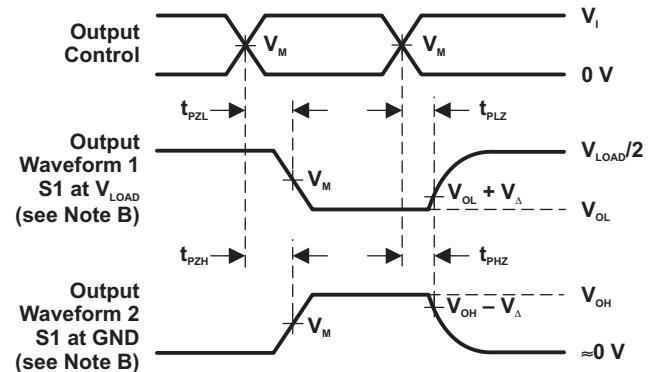 Output
Control
V_I
V_M
V_M
0 V
t_PZL
t_PLZ
Output
Waveform 1
S1 at V_LOAD
(see Note B)
V_LOAD/2
V_M
V_OL + V_Δ
V_OL
t_PZH
t_PHZ
Output
Waveform 2
S1 at GND
(see Note B)
V_OH
V_OH − V_Δ
V_M
≈0 V